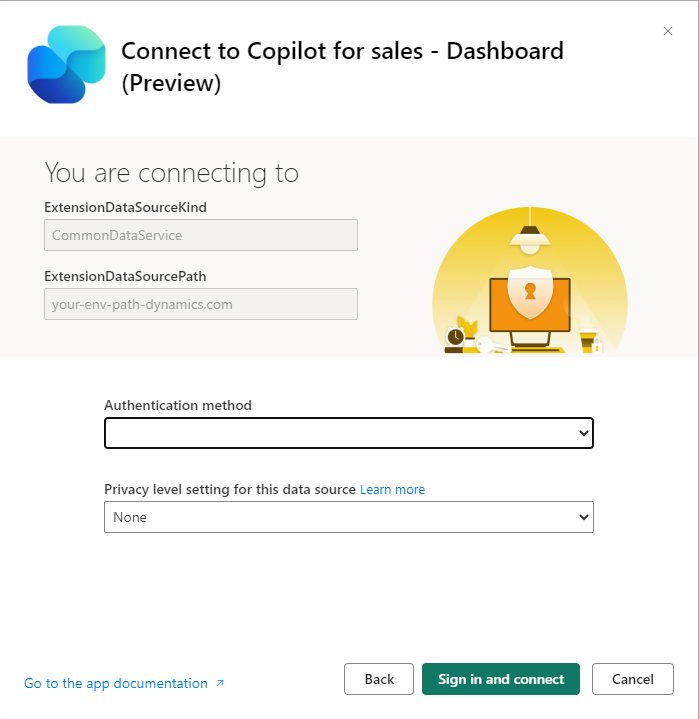 Connect to Copilot for sales - Dashboard
(Preview)
You are connecting to
ExtensionDataSourceKind
CommonDataService
ExtensionDataSourcePath
your-env-path-dynamics.com
Authentication method
Privacy level setting for this data source Learn more
None
Go to the app documentation
Back
Sign in and connect
Cancel